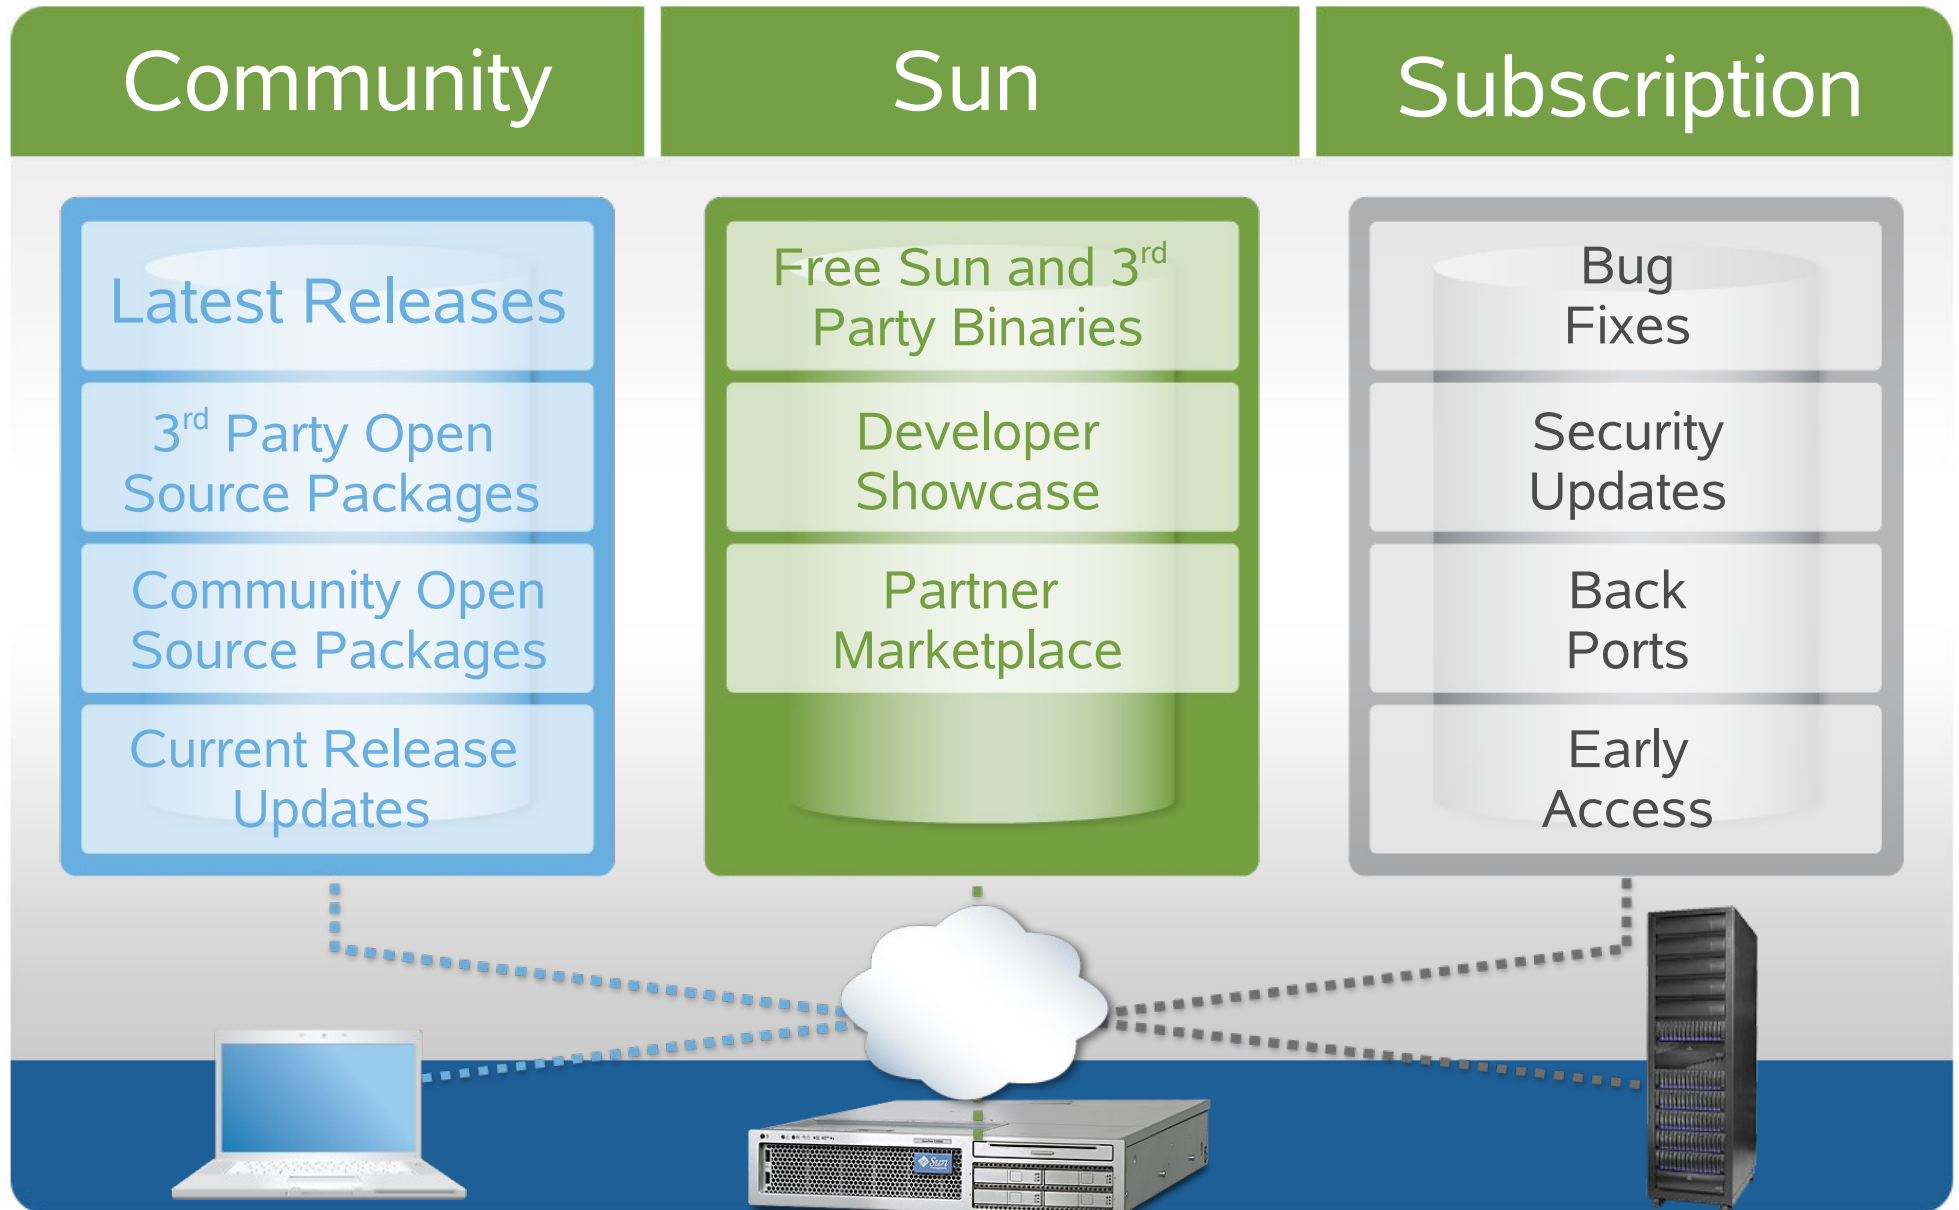 Community
Sun
Subscription
Latest Releases
3rd Party Open
Source Packages
Community Open
Source Packages
Current Release
Updates
Free Sun and 3rd
Party Binaries
Developer
Showcase
Partner
Marketplace
Bug
Fixes
Security
Updates
Back
Ports
Early
Access
Sun